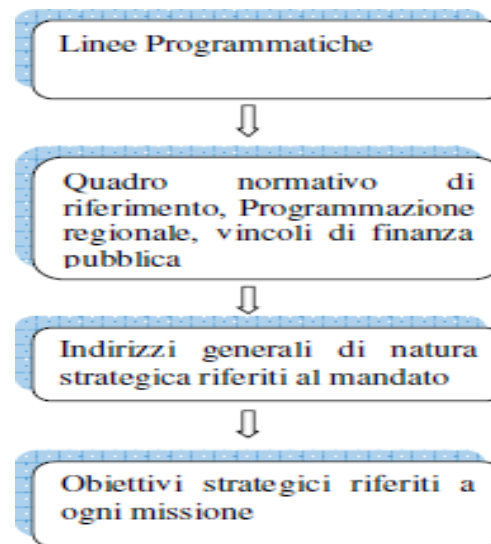 Linee Programmatiche
Quadro normativo di
riferimento, Programmazione
regionale, vincoli di finanza
pubblica
Indirizzi generali di natura
strategica riferiti al mandato
Obiettivi strategici riferiti a
ogni missione